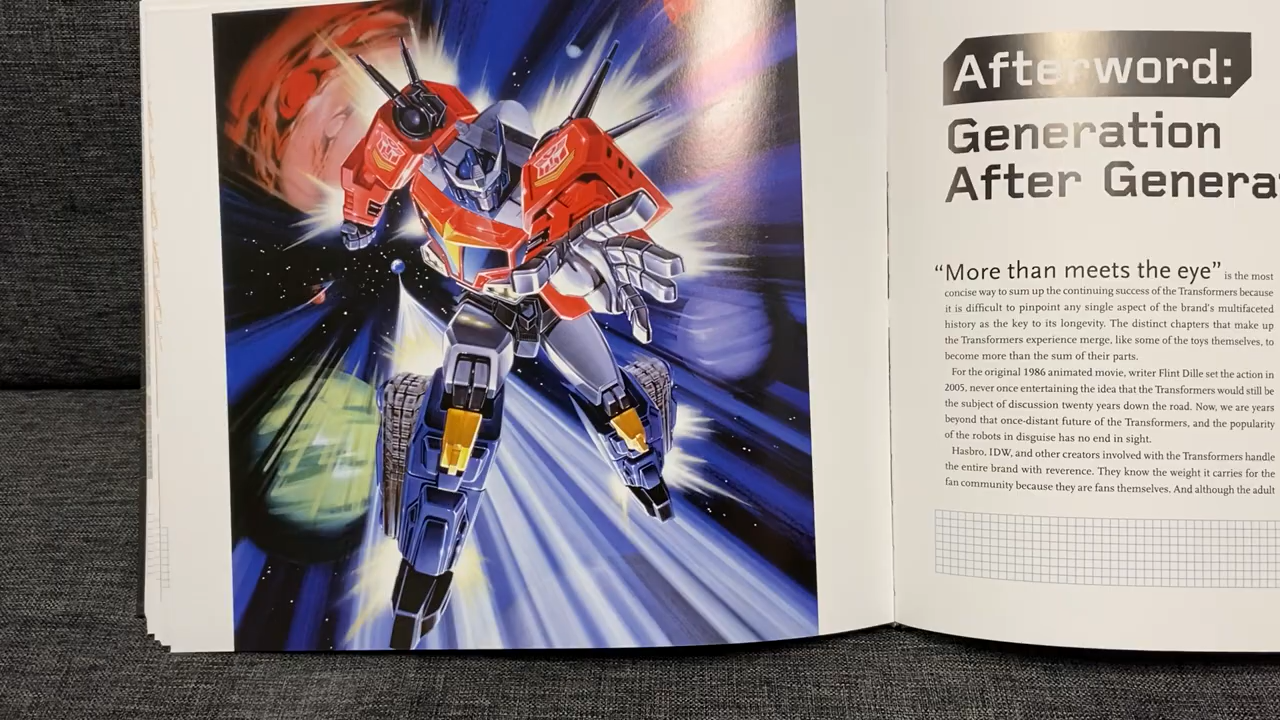 Afterword:
Generation
After Genera
“More than meets the eye” is the most
concise way to sum up the continuing success of the Transformers because
it is difficult to pinpoint any single aspect of the brand’s multifaceted
history as the key to its longevity. The distinct chapters that make up
the Transformers experience merge, like some of the toys themselves, to
become more than the sum of their parts.
For the original 1986 animated movie, writer Flint Dille set the action in
2005, never once entertaining the idea that the Transformers would still be
the subject of discussion twenty years down the road. Now, we are years
beyond that once-distant future of the Transformers, and the popularity
of the robots in disguise has no end in sight.
Hasbro, IDW, and other creators involved with the Transformers handle
the entire brand with reverence. They know the weight it carries for the
fan community because they are fans themselves. And although the adult